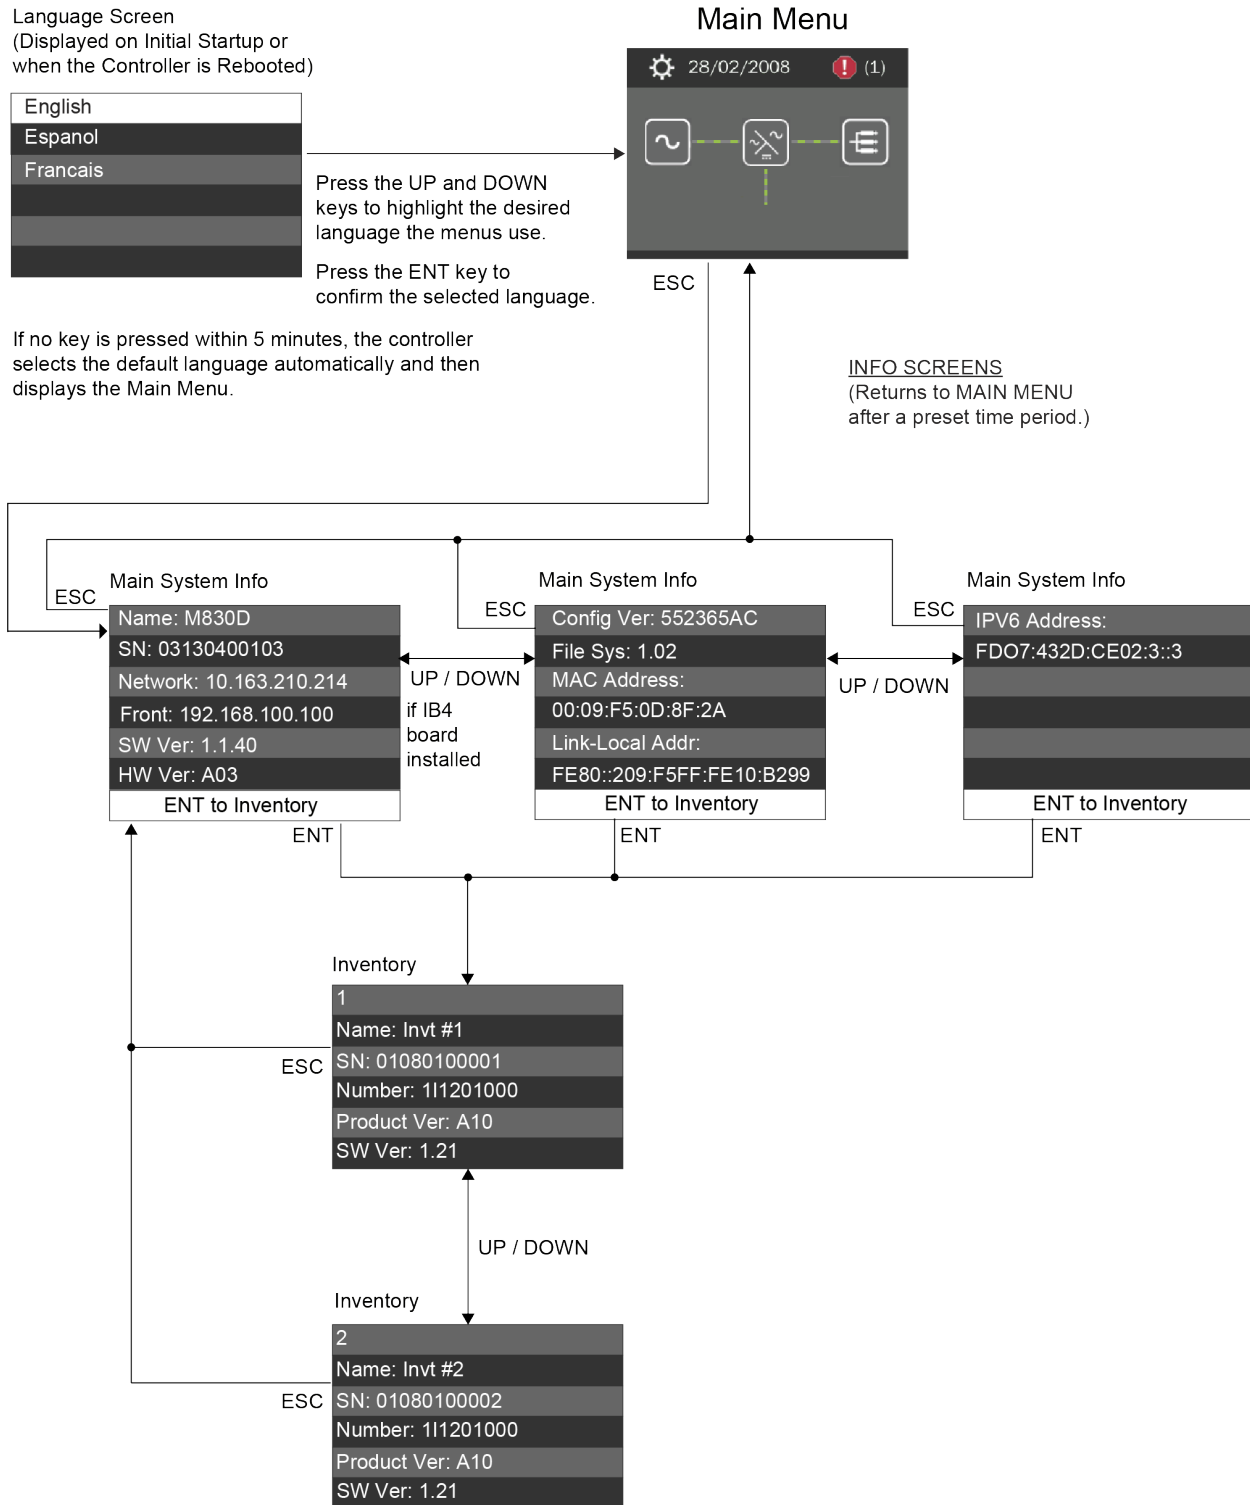 Language Screen
(Displayed on Initial Startup or
when the Controller is Rebooted)
English
Espanol
Francais
Press the UP and DOWN
keys to highlight the desired
language the menus use.
Press the ENT key to
confirm the selected language.
If no key is pressed within 5 minutes, the controller
selects the default language automatically and then
displays the Main Menu.
Main Menu
28/02/2008
! (1)
ESC
INFO SCREENS
(Returns to MAIN MENU
after a preset time period.)
Main System Info
ESC
Name: M830D
SN: 03130400103
Network: 10.163.210.214
Front: 192.168.100.100
SW Ver: 1.1.40
HW Ver: A03
ENT to Inventory
ENT
UP / DOWN
if IB4
board
installed
Main System Info
ESC
Config Ver: 552365AC
File Sys: 1.02
MAC Address:
00:09:F5:0D:8F:2A
Link-Local Addr:
FE80::209:F5FF:FE10:B299
ENT to Inventory
ENT
UP / DOWN
Main System Info
ESC
IPV6 Address:
FDO7:432D:CE02:3::3
ENT to Inventory
ENT
Inventory
1
Name: Invt #1
ESC
SN: 01080100001
Number: 1I1201000
Product Ver: A10
SW Ver: 1.21
UP / DOWN
Inventory
2
Name: Invt #2
ESC
SN: 01080100002
Number: 1I1201000
Product Ver: A10
SW Ver: 1.21